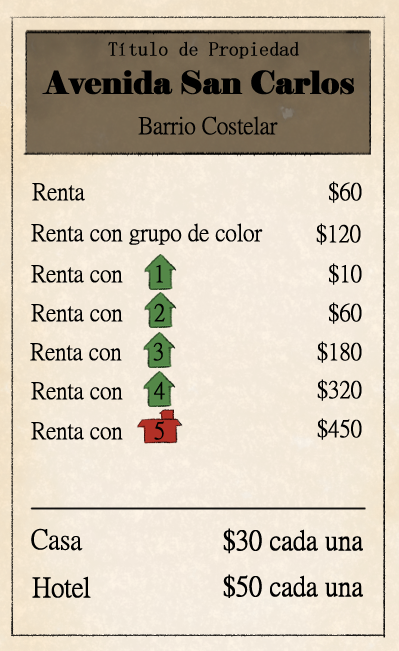 Título de Propiedad
Avenida San Carlos
Barrio Costelar
Renta $60
Renta con grupo de color $120
Renta con 1 $10
Renta con 2 $60
Renta con 3 $180
Renta con 4 $320
Renta con 5 $450
Casa $30 cada una
Hotel $50 cada una